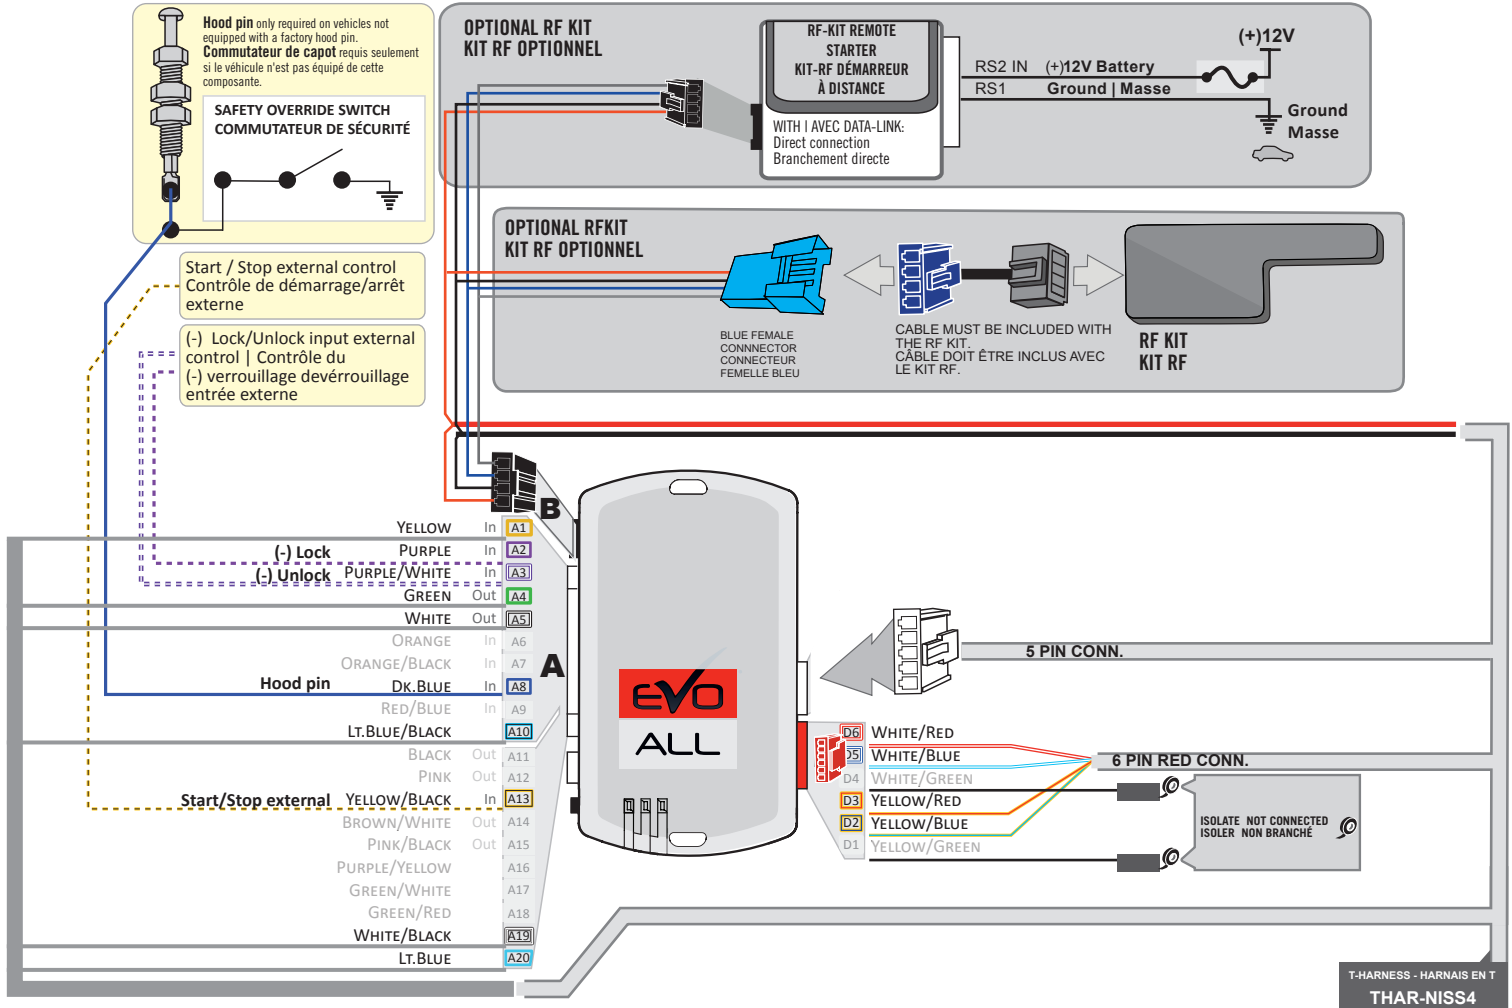 Hood pin only required on vehicles not
equipped with a factory hood pin.
Commutateur de capot requis seulement
si le véhicule n'est pas équipé de cette
composante.
SAFETY OVERRIDE SWITCH
COMMUTATEUR DE SÉCURITÉ
OPTIONAL RF KIT
KIT RF OPTIONNEL
RF-KIT REMOTE
STARTER
KIT-RF DÉMARREUR
À DISTANCE
WITH | AVEC DATA-LINK:
Direct connection
Branchement directe
RS2 IN (+)12V Battery
RS1 Ground | Masse
(+)12V
Ground
Masse
OPTIONAL RFKIT
KIT RF OPTIONNEL
BLUE FEMALE
CONNNECTOR
CONNECTEUR
FEMELLE BLEU
CABLE MUST BE INCLUDED WITH
THE RF KIT.
CÂBLE DOIT ÊTRE INCLUS AVEC
LE KIT RF.
RF KIT
KIT RF
Start / Stop external control
Contrôle de démarrage/arrêt
externe
(-) Lock/Unlock input external
control | Contrôle du
(-) verrouillage devérrouillage
entrée externe
B
A
YELLOW In A1
(-) Lock PURPLE In A2
(-) Unlock PURPLE/WHITE In A3
GREEN Out A4
WHITE Out A5
ORANGE In A6
ORANGE/BLACK In A7
Hood pin DK.BLUE In A8
RED/BLUE In A9
LT.BLUE/BLACK A10
BLACK Out A11
PINK Out A12
Start/Stop external YELLOW/BLACK In A13
BROWN/WHITE Out A14
PINK/BLACK Out A15
PURPLE/YELLOW A16
GREEN/WHITE A17
GREEN/RED A18
WHITE/BLACK A19
LT.BLUE A20
EVO
ALL
5 PIN CONN.
D6 WHITE/RED
D5 WHITE/BLUE
D4 WHITE/GREEN
D3 YELLOW/RED
D2 YELLOW/BLUE
D1 YELLOW/GREEN
6 PIN RED CONN.
ISOLATE NOT CONNECTED
ISOLER NON BRANCHÉ
T-HARNESS - HARNAIS EN T
THAR-NISS4